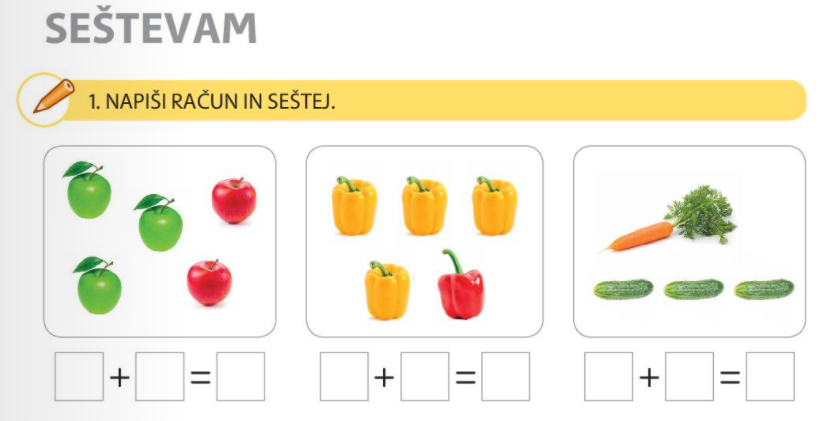 SEŠTEVAM
1. NAPIŠI RAČUN IN SEŠTEJ.
+ = + = + =